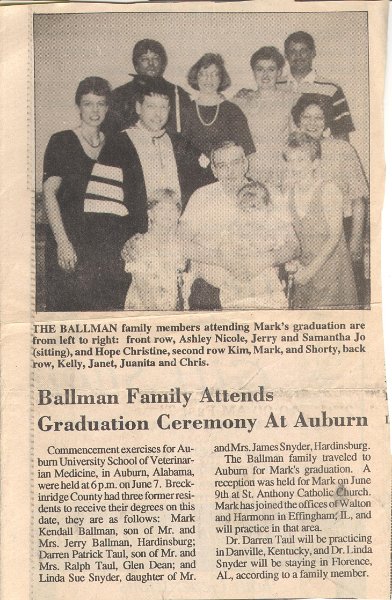 THE BALLMAN family members attending Mark's graduation are
from left to right: front row, Ashley Nicole, Jerry and Samantha Jo
(sitting), and Hope Christine, second row Kim, Mark, and Shorty, back
row, Kelly, Janet, Juanita and Chris.
Ballman Family Attends
Graduation Ceremony At Auburn
Commencement exercises for Au-
burn University School of Veterinar-
ian Medicine, in Auburn, Alabama,
were held at 6 p.m. on June 7. Breck-
inridge County had three former resi-
dents to receive their degrees on this
date, they are as follows: Mark
Kendall Ballman, son of Mr. and
Mrs. Jerry Ballman, Hardinsburg;
Darren Patrick Taul, son of Mr. and
Mrs. Ralph Taul, Glen Dean; and
Linda Sue Snyder, daughter of Mr.
and Mrs. James Snyder, Hardinsburg.
The Ballman family traveled to
Auburn for Mark's graduation. A
reception was held for Mark on June
9th at St. Anthony Catholic Church.
Mark has joined the offices of Walton
and Harmonn in Effingham, IL, and
will practice in that area.
Dr. Darren Taul will be practicing
in Danville, Kentucky, and Dr. Linda
Snyder will be staying in Florence,
AL, according to a family member.